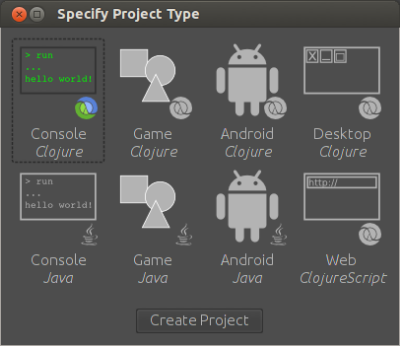 Specify Project Type
> run
...
hello world!
X
Console
Game
Android
Desktop
Clojure
Clojure
Clojure
Clojure
> run
...
hello world!
http://
Console
Game
Android
Web
Java
Java
Java
ClojureScript
Create Project